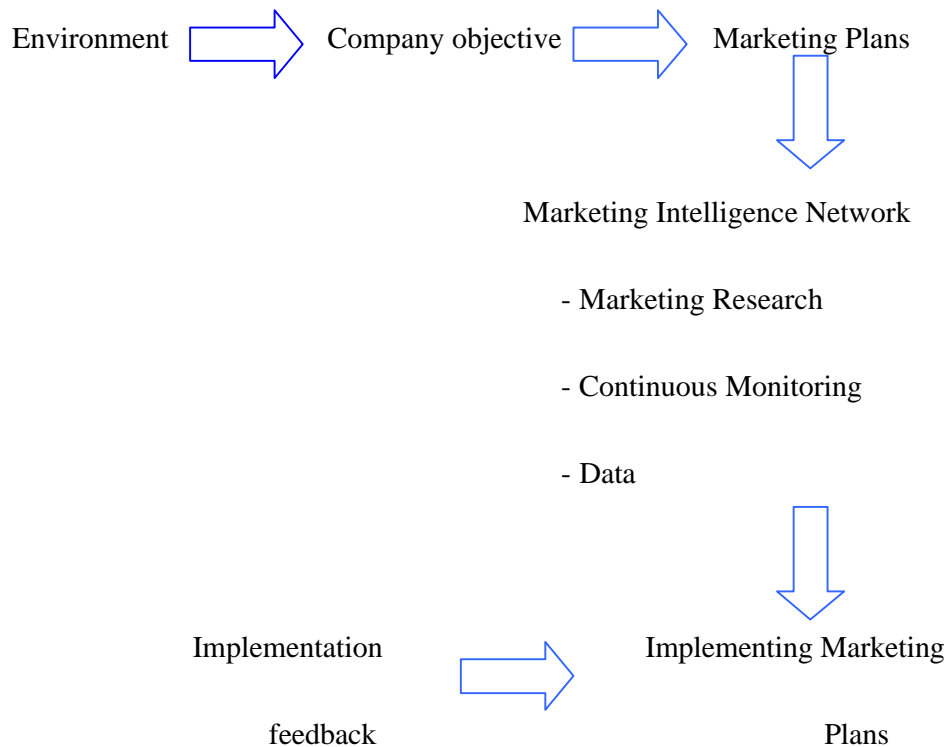 Environment Company objective Marketing Plans
Marketing Intelligence Network
- Marketing Research
- Continuous Monitoring
- Data
Implementation Implementing Marketing
feedback Plans